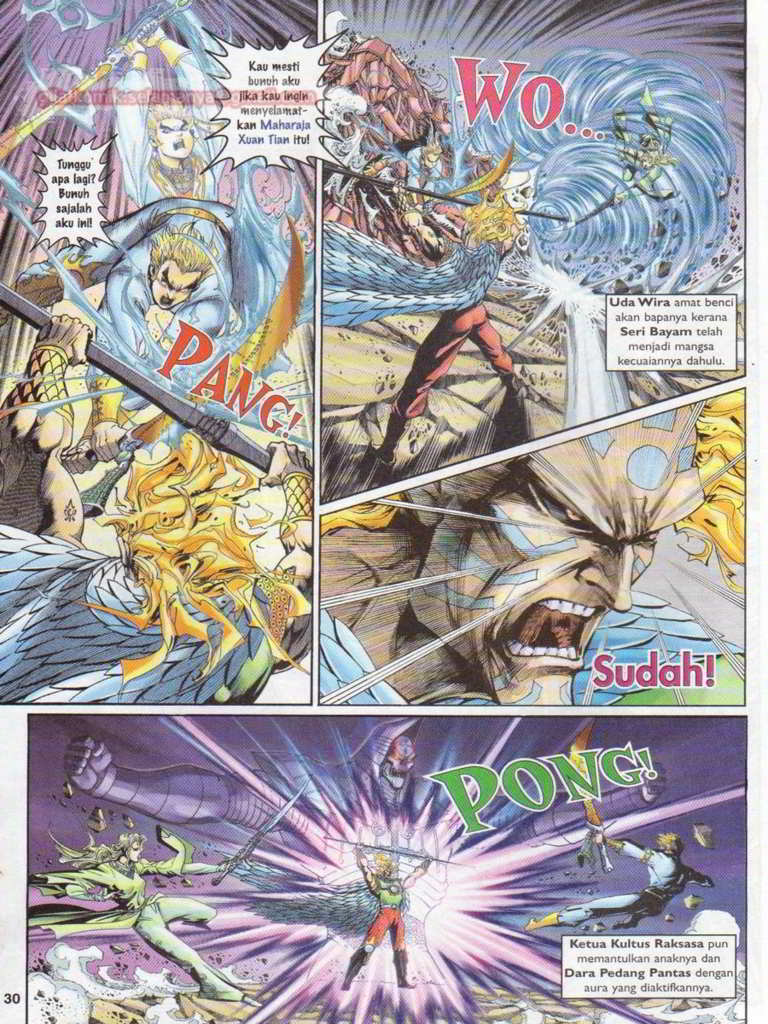 Kau mesti
bunuh aku
jika kau ingin
menyelamat-
kan Maharaja
Xuan Tian itu!
Tunggu
apa lagi?
Bunuh
sajalah
aku ini!
PANG!
WO...
Uda Wira amat benci
akan bapanya kerana
Seri Bayam telah
menjadi mangsa
kecuaiannya dahulu.
Sudah!
PONG!
Ketua Kultus Raksasa pun
memantulkan anaknya dan
Dara Pedang Pantas dengan
aura yang diaktifkannya.
30